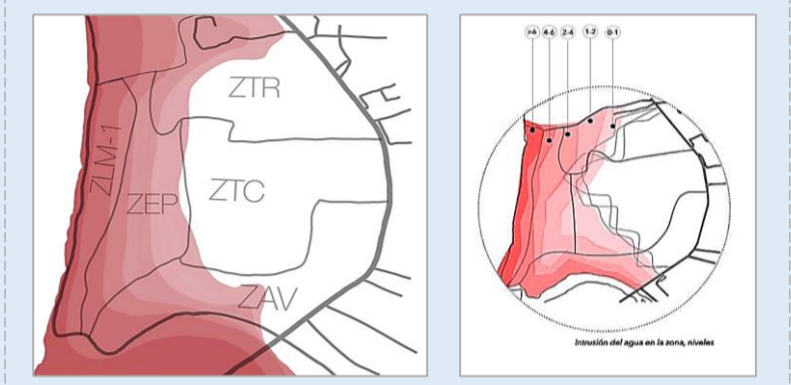 ZTR
ZLM-1
ZEP
ZTC
ZAV
>6 4-6 2-4 1-2 0-1
Intrusión del agua en la zona, niveles